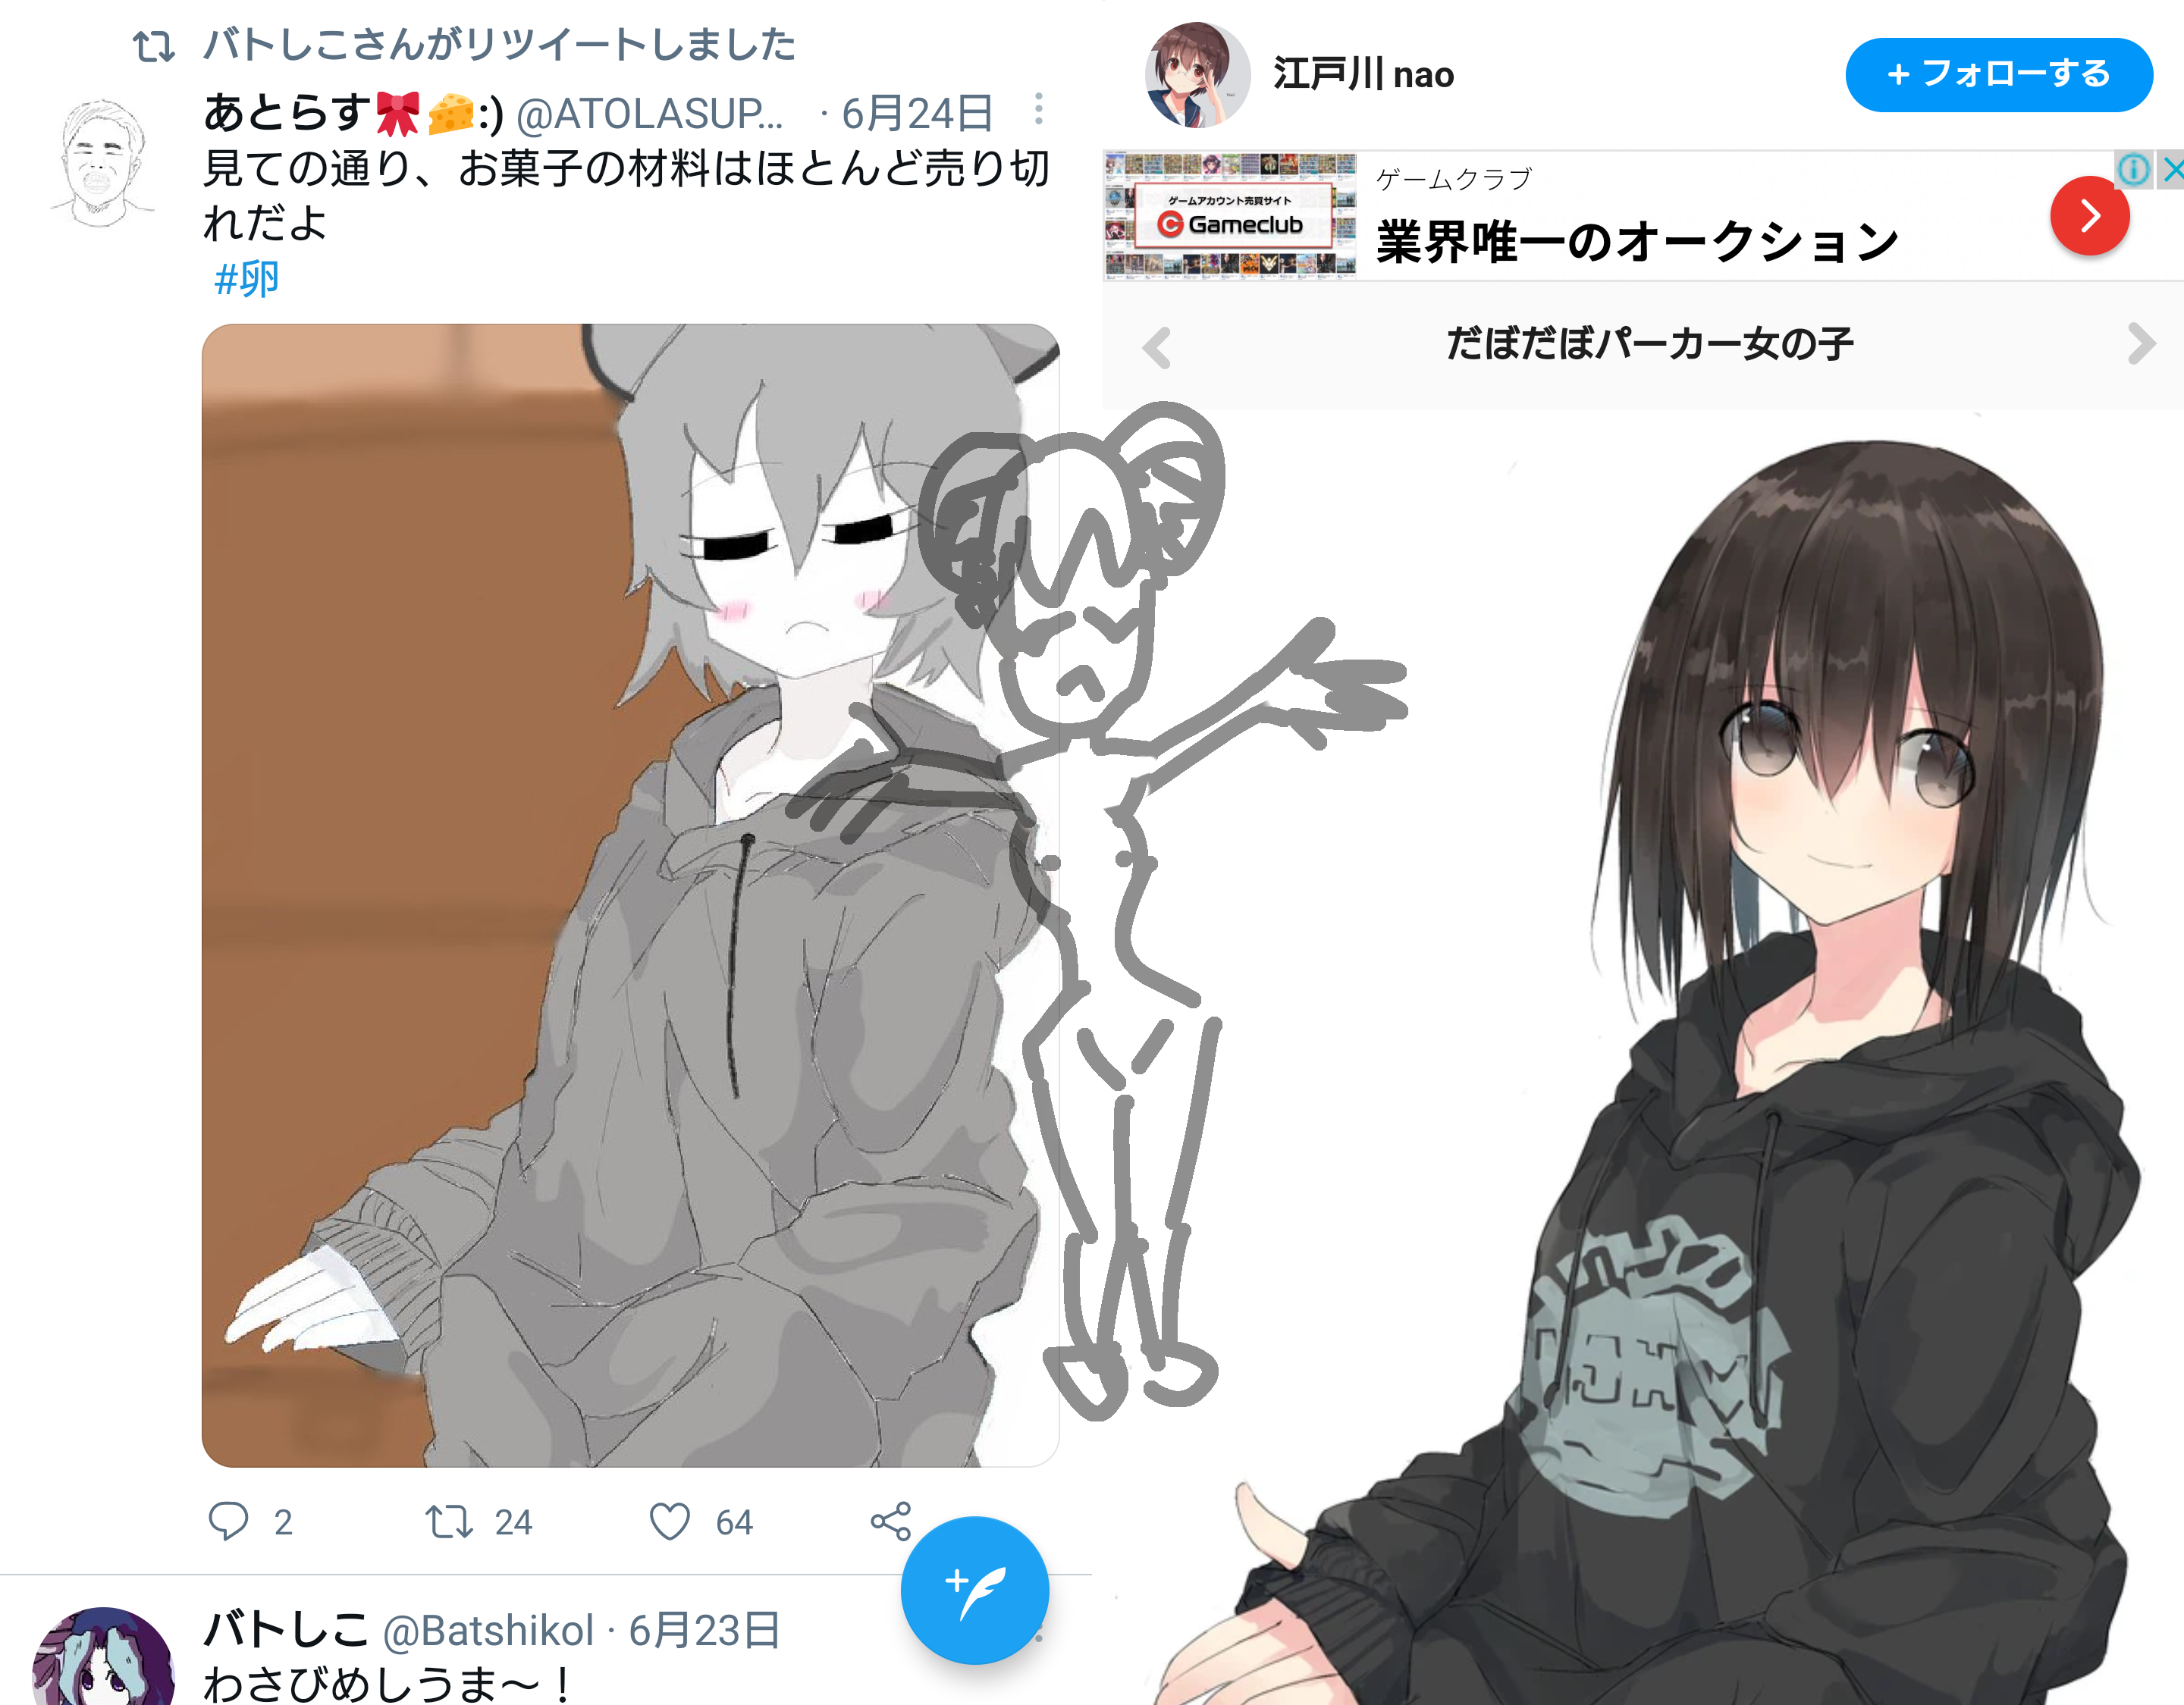 バトしこさんがリツイートしました
あとらす🎀🧀:) @ATOLASUP... · 6月24日
見ての通り、お菓子の材料はほとんど売り切
れだよ
#卵
2 24 64
バトしこ @Batshikol · 6月23日
わさびめしうま〜！
江戸川 nao
+ フォローする
ゲームアカウント売買サイト
Gameclub
ゲームクラブ
業界唯一のオークション
だぼだぼパーカー女の子